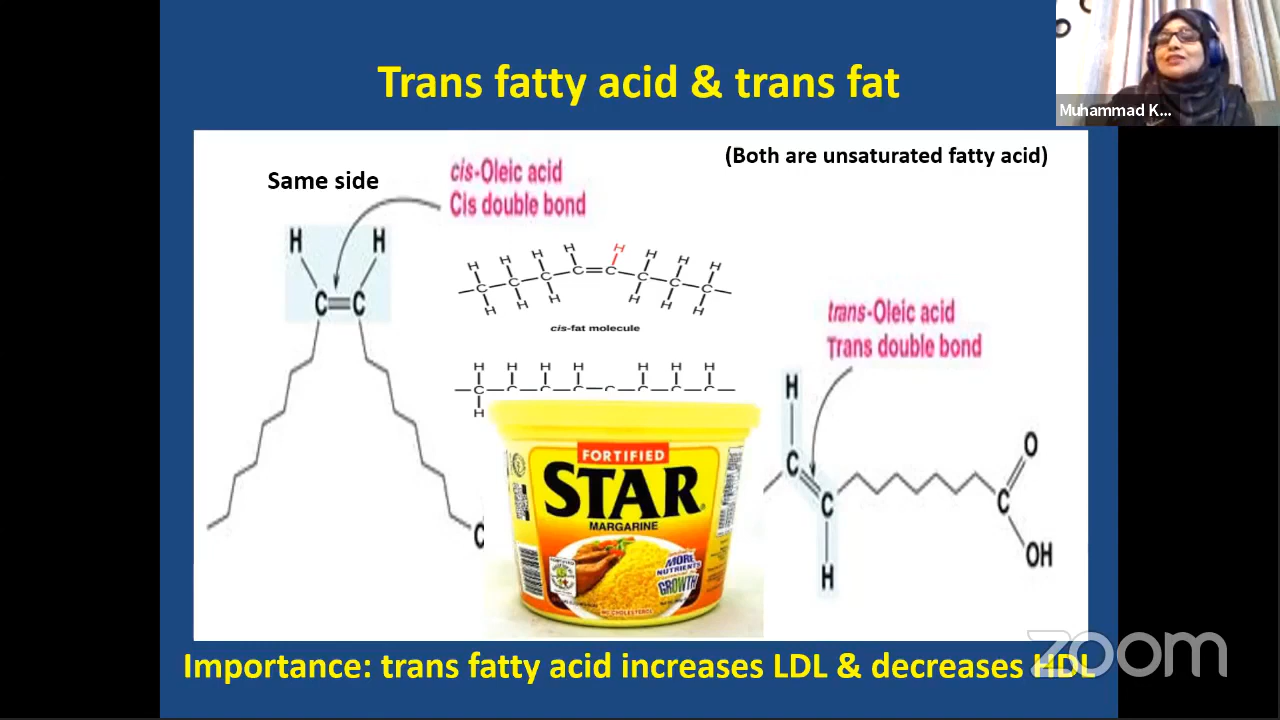 Trans fatty acid & trans fat
Muhammad K...
(Both are unsaturated fatty acid)
Same side
cis-Oleic acid
Cis double bond
H H
C C
H H H H H H H H
C C C C C C C C
H H H H H H
cis-fat molecule
trans-Oleic acid
Trans double bond
H H H H H H H
C C C C C C C C
H
H
C
C
H
C
O
C
OH
FORTIFIED
STAR
MARGARINE
MORE
NUTRIENTS
GROWTH
NO CHOLESTEROL
zoom
Importance: trans fatty acid increases LDL & decreases HDL